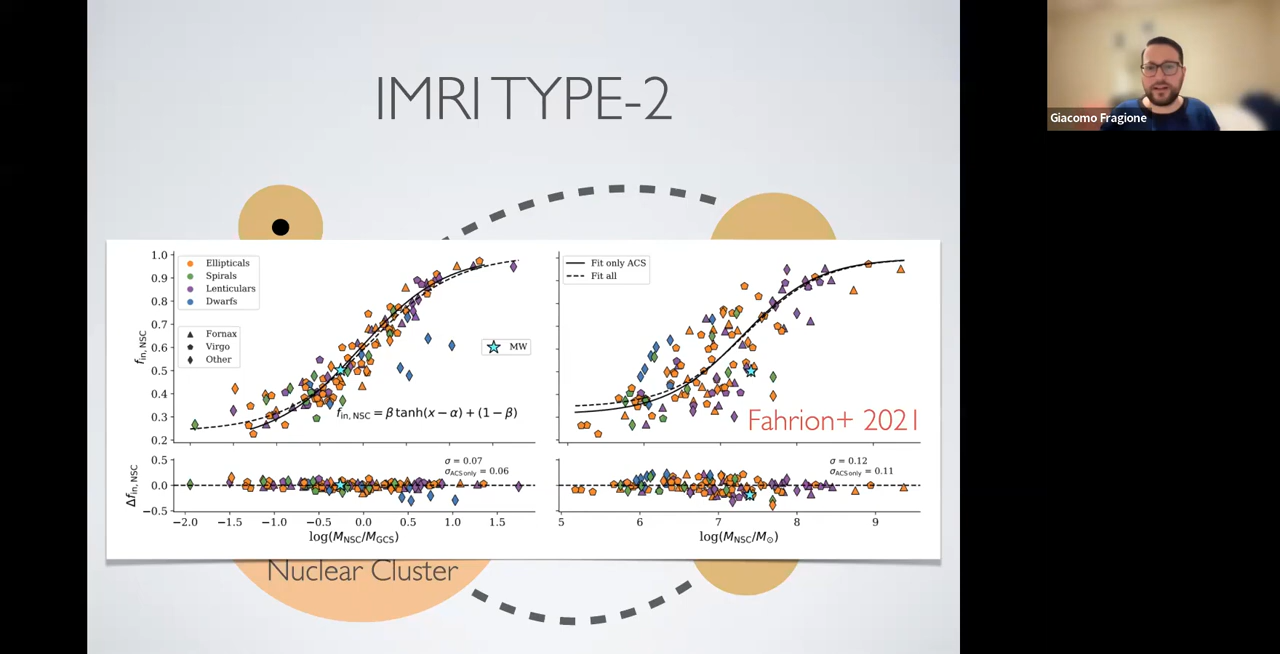 IMRI TYPE-2
Giacomo Fragione
Ellipticals
Spirals
Lenticulars
Dwarfs
Fornax
Virgo
Other
MW
f_in, NSC = β tanh(x − α) + (1 − β)
1.0
0.9
0.8
0.7
0.6
0.5
0.4
0.3
0.2
f_in, NSC
Fit only ACS
Fit all
Fahrion+ 2021
0.5
0.0
−0.5
Δf_in, NSC
σ = 0.07
σ_ACS only = 0.06
σ = 0.12
σ_ACS only = 0.11
−2.0 −1.5 −1.0 −0.5 0.0 0.5 1.0 1.5
log(M_NSC/M_GCS)
5 6 7 8 9
log(M_NSC/M_⊙)
Nuclear Cluster